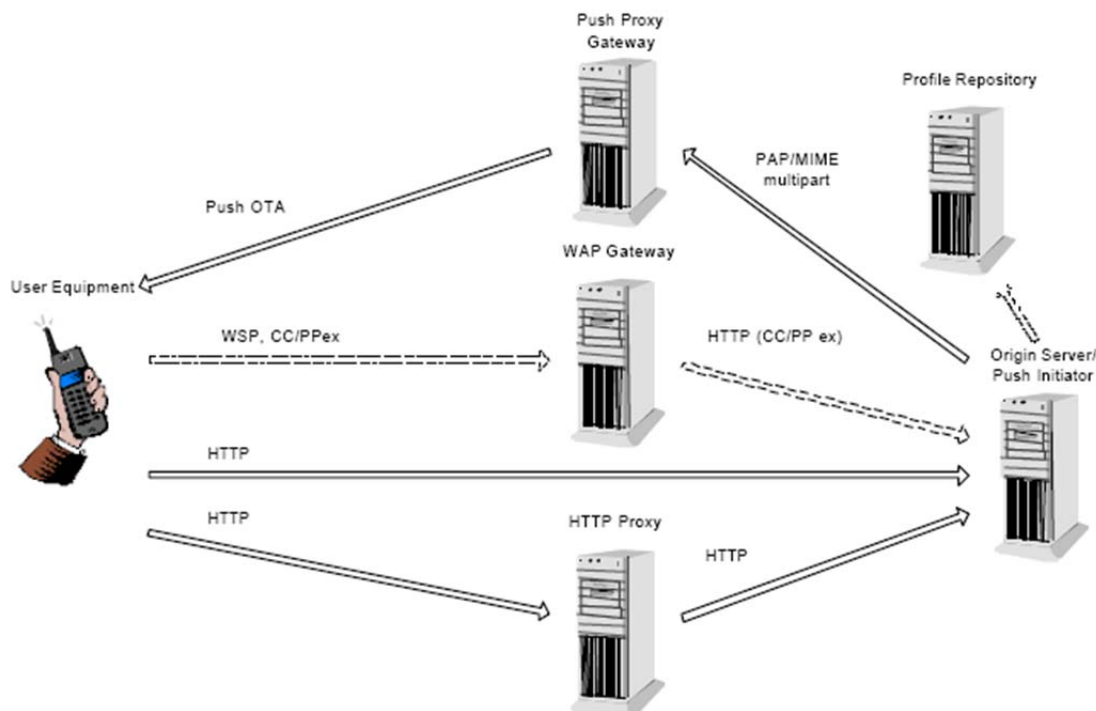 Push Proxy
Gateway
Profile Repository
PAP/MIME
multipart
Push OTA
WAP Gateway
User Equipment
WSP, CC/PPex
HTTP (CC/PP ex)
Origin Server/
Push Initiator
HTTP
HTTP
HTTP Proxy
HTTP